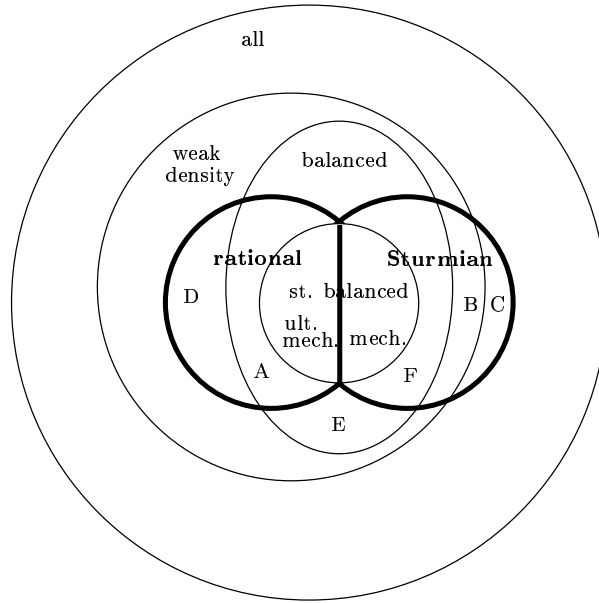 all
weak
density
balanced
rational
Sturmian
st. balanced
D
B
C
ult.
mech.
mech.
A
F
E